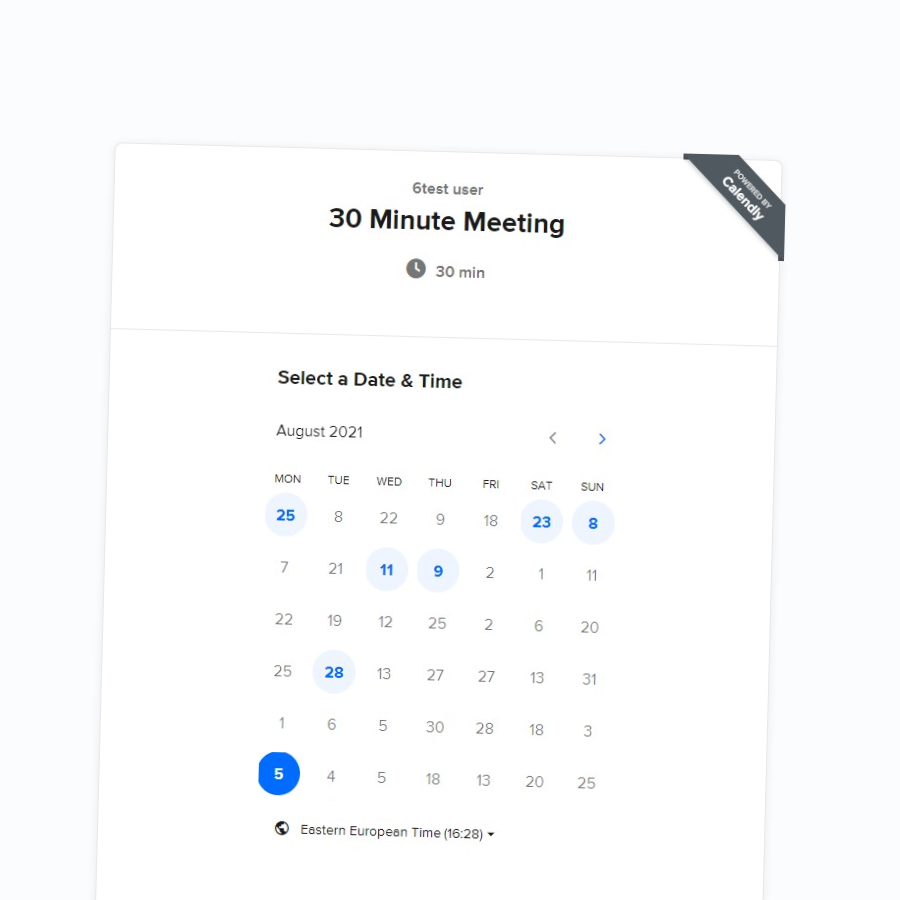 POWERED BY
Calendly
6test user
30 Minute Meeting
30 min
Select a Date & Time
August 2021
MON TUE WED THU FRI SAT SUN
25 8 22 9 18 23 8
7 21 11 9 2 1 11
22 19 12 25 2 6 20
25 28 13 27 27 13 31
1 6 5 30 28 18 3
5 4 5 18 13 20 25
Eastern European Time (16:28)